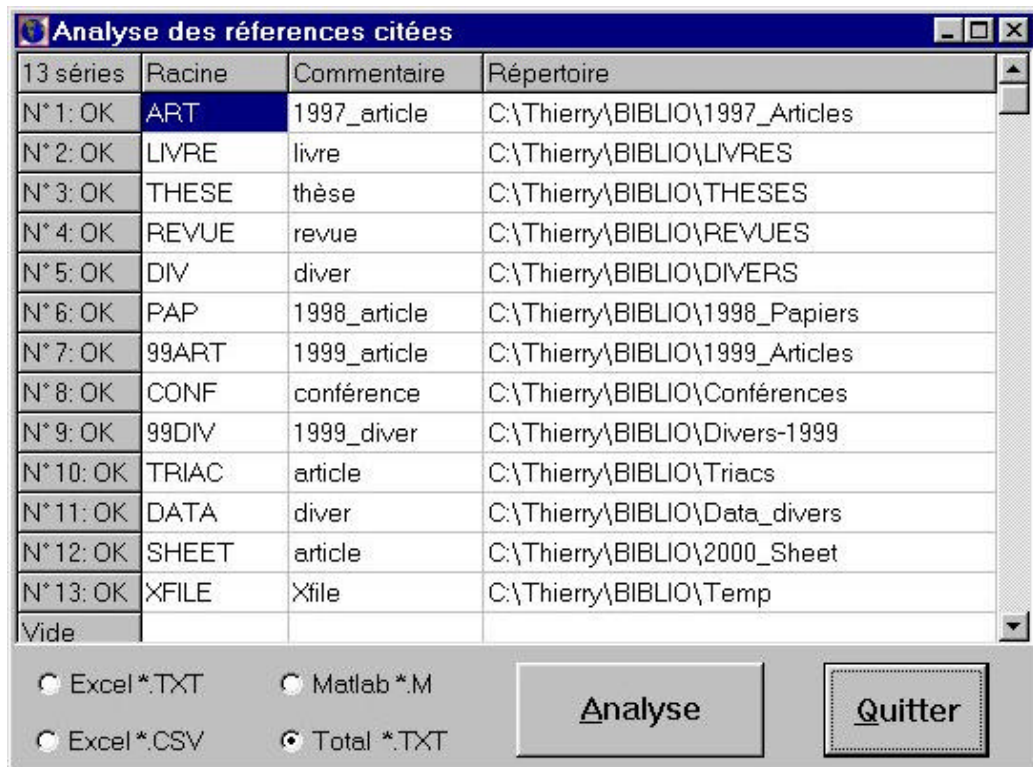 Analyse des réferences citées
13 séries Racine Commentaire Répertoire
N° 1: OK ART 1997_article C:\Thierry\BIBLIO\1997_Articles
N° 2: OK LIVRE livre C:\Thierry\BIBLIO\LIVRES
N° 3: OK THESE thèse C:\Thierry\BIBLIO\THESES
N° 4: OK REVUE revue C:\Thierry\BIBLIO\REVUES
N° 5: OK DIV diver C:\Thierry\BIBLIO\DIVERS
N° 6: OK PAP 1998_article C:\Thierry\BIBLIO\1998_Papiers
N° 7: OK 99ART 1999_article C:\Thierry\BIBLIO\1999_Articles
N° 8: OK CONF conférence C:\Thierry\BIBLIO\Conférences
N° 9: OK 99DIV 1999_diver C:\Thierry\BIBLIO\Divers-1999
N° 10: OK TRIAC article C:\Thierry\BIBLIO\Triacs
N° 11: OK DATA diver C:\Thierry\BIBLIO\Data_divers
N° 12: OK SHEET article C:\Thierry\BIBLIO\2000_Sheet
N° 13: OK XFILE Xfile C:\Thierry\BIBLIO\Temp
Vide
Excel *.TXT Matlab *.M
Excel *.CSV Total *.TXT
Analyse Quitter